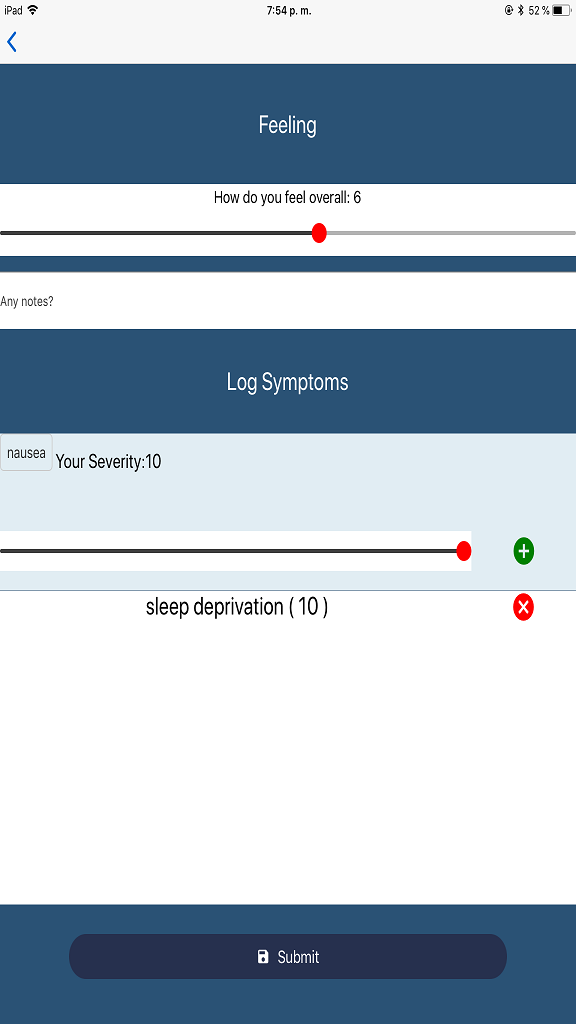 iPad 7:54 p. m. 52 %
Feeling
How do you feel overall: 6
Any notes?
Log Symptoms
nausea Your Severity:10
sleep deprivation ( 10 )
Submit